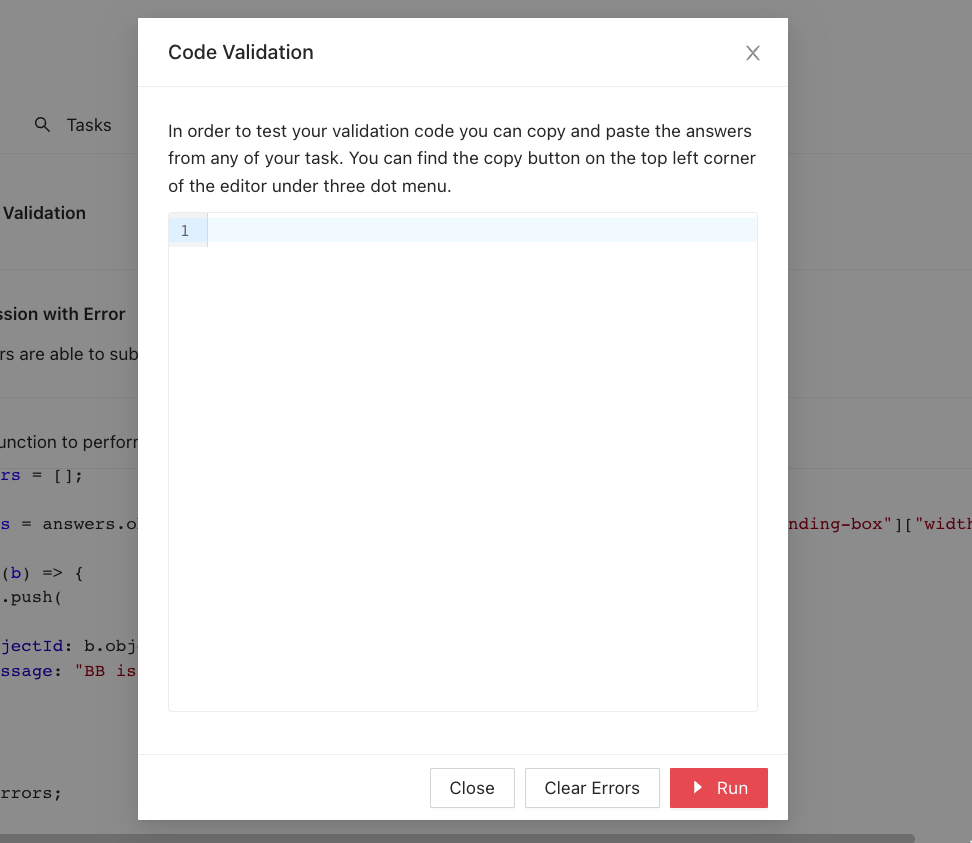 Code Validation
Tasks
In order to test your validation code you can copy and paste the answers
from any of your task. You can find the copy button on the top left corner
of the editor under three dot menu.
Validation
1
ssion with Error
rs are able to sub
unction to perform
rs = [];
s = answers.o
nding-box"]["width
(b) => {
.push(
jectId: b.obj
ssage: "BB is
rrors;
Close
Clear Errors
Run